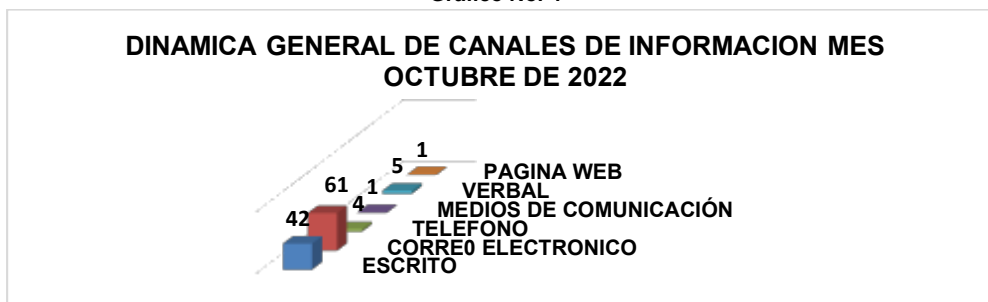 DINAMICA GENERAL DE CANALES DE INFORMACION MES
OCTUBRE DE 2022
1
5
PAGINA WEB
61
1
VERBAL
4
MEDIOS DE COMUNICACIÓN
42
TELEFONO
CORRE0 ELECTRONICO
ESCRITO